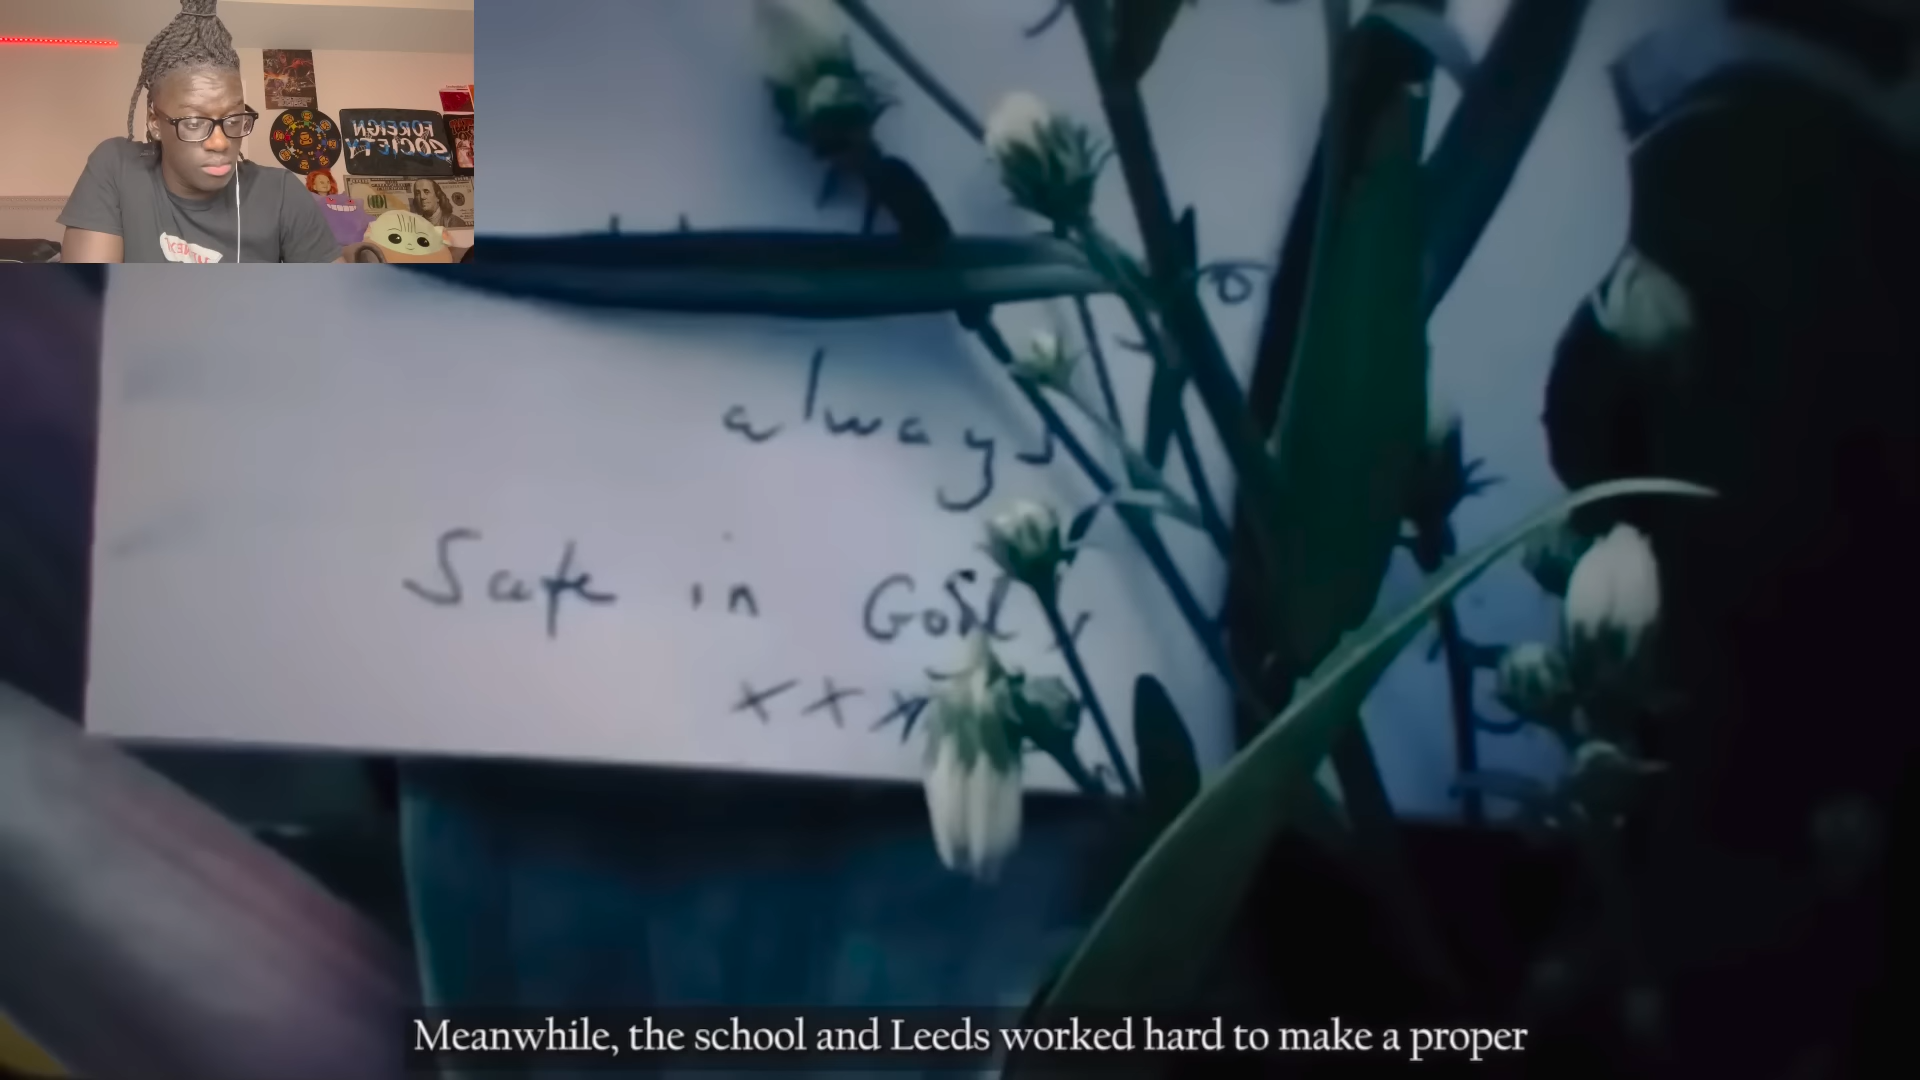 FOREIGN
SOCIETY
always
Safe in God
xxx
Meanwhile, the school and Leeds worked hard to make a proper